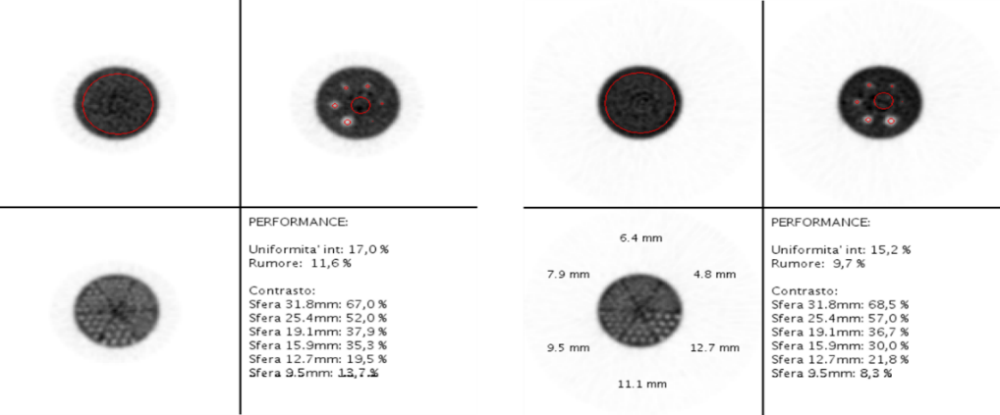 PERFORMANCE:
Uniformita' int: 17,0 %
Rumore: 11,6 %
Contrasto:
Sfera 31.8mm: 67,0 %
Sfera 25.4mm: 52,0 %
Sfera 19.1mm: 37,9 %
Sfera 15.9mm: 35,3 %
Sfera 12.7mm: 19,5 %
Sfera 9.5mm: 13,7 %
6.4 mm
7.9 mm
4.8 mm
9.5 mm
12.7 mm
11.1 mm
PERFORMANCE:
Uniformita' int: 15,2 %
Rumore: 9,7 %
Contrasto:
Sfera 31.8mm: 68,5 %
Sfera 25.4mm: 57,0 %
Sfera 19.1mm: 36,7 %
Sfera 15.9mm: 30,0 %
Sfera 12.7mm: 21,8 %
Sfera 9.5mm: 8,3 %